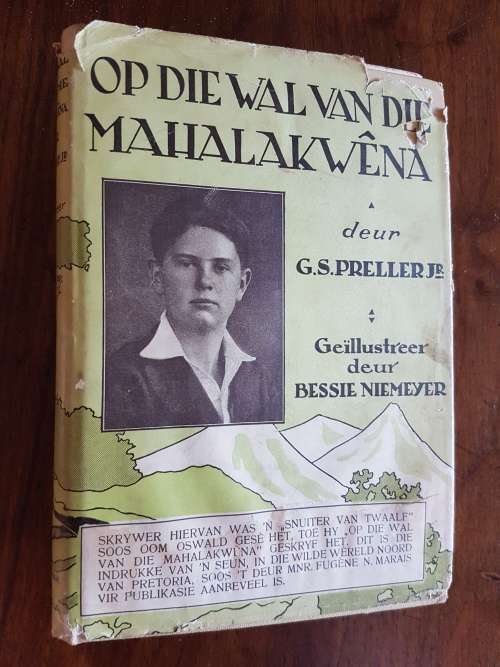 OP DIE WAL VAN DIE
MAHALAKWÊNA
deur
G.S. PRELLER JR.
Geïllustreer
deur
BESSIE NIEMEYER
SKRYWER HIERVAN WAS 'N „SNUITER VAN TWAALF"
SOOS OOM OSWALD GESÊ HET, TOE HY „OP DIE WAL
VAN DIE MAHALAKWÊNA" GESKRYF HET. DIT IS DIE
INDRUKKE VAN 'N SEUN, IN DIE WILDE WÊRELD NOORD
VAN PRETORIA, SOOS 'T DEUR MNR. EUGÈNE N. MARAIS
VIR PUBLIKASIE AANBEVEEL IS.